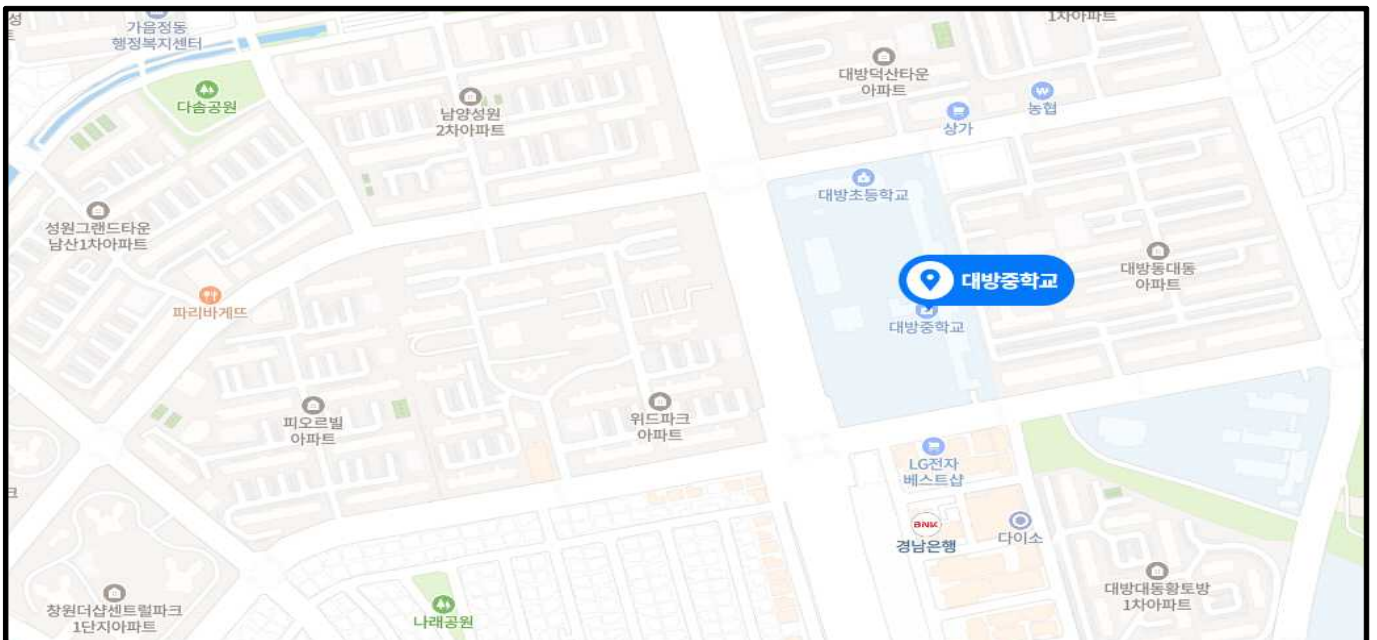 가음정동
행정복지센터
1차아파트
다솜공원
남양성원
2차아파트
대방덕산타운
아파트
농협
상가
대방초등학교
성원그랜드타운
남산1차아파트
대방동대동
아파트
대방중학교
파리바게뜨
대방중학교
피오르빌
아파트
위드파크
아파트
LG전자
베스트샵
BNK
경남은행
다이소
창원더샵센트럴파크
1단지아파트
나래공원
대방대동황토방
1차아파트